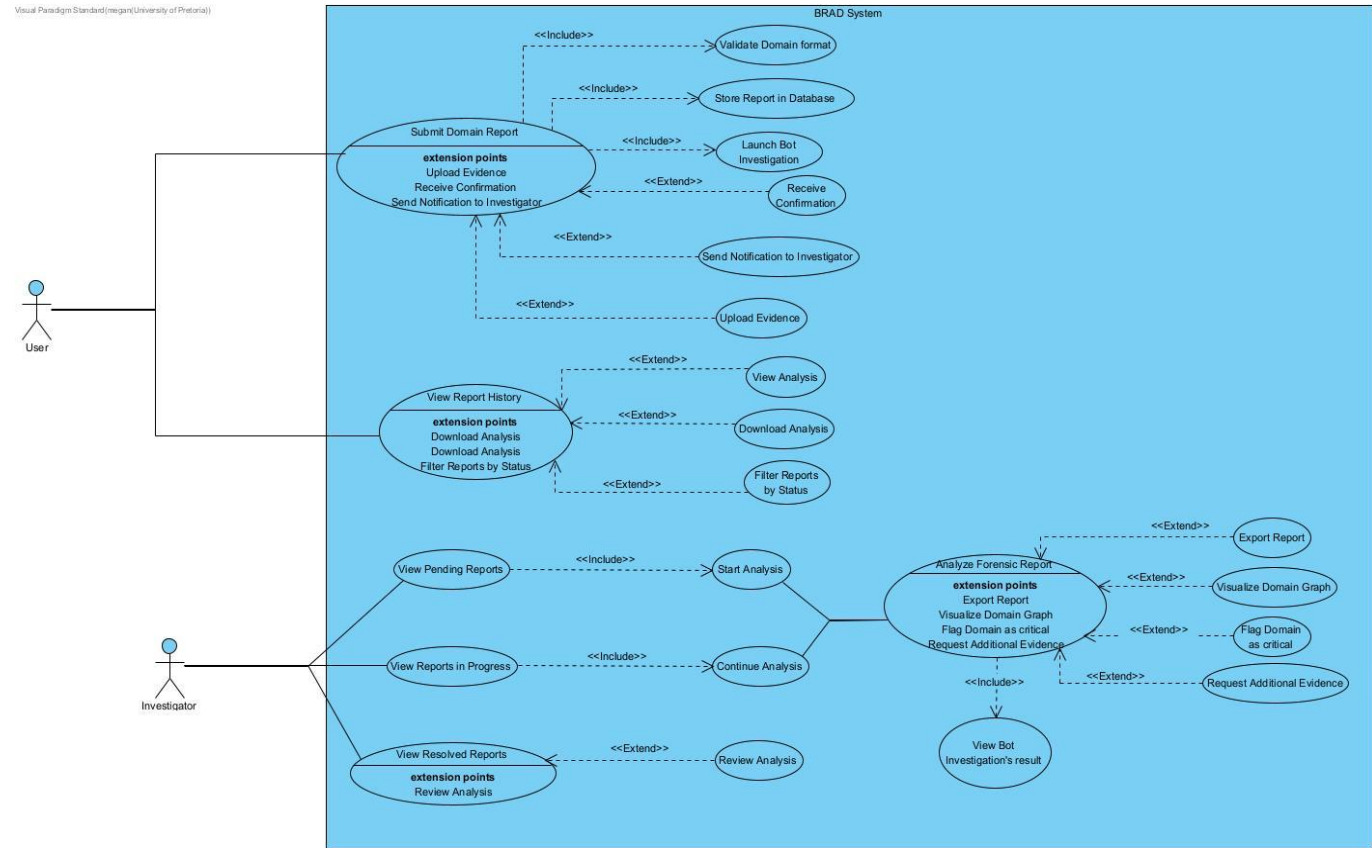 Visual Paradigm Standard(megan(University of Pretoria))
BRAD System
<<Include>>
Validate Domain format
<<Include>>
Store Report in Database
Submit Domain Report
extension points
Upload Evidence
Receive Confirmation
Send Notification to Investigator
<<Include>>
Launch Bot
Investigation
<<Extend>>
Receive
Confirmation
<<Extend>>
Send Notification to Investigator
<<Extend>>
Upload Evidence
User
<<Extend>>
View Analysis
View Report History
extension points
Download Analysis
Download Analysis
Filter Reports by Status
<<Extend>>
Download Analysis
<<Extend>>
Filter Reports
by Status
View Pending Reports
<<Include>>
Start Analysis
View Reports in Progress
<<Include>>
Continue Analysis
Investigator
View Resolved Reports
extension points
Review Analysis
<<Extend>>
Review Analysis
Analyze Forensic Report
extension points
Export Report
Visualize Domain Graph
Flag Domain as critical
Request Additional Evidence
<<Extend>>
Export Report
<<Extend>>
Visualize Domain Graph
<<Extend>>
Flag Domain
as critical
<<Extend>>
Request Additional Evidence
<<Include>>
View Bot
Investigation's result